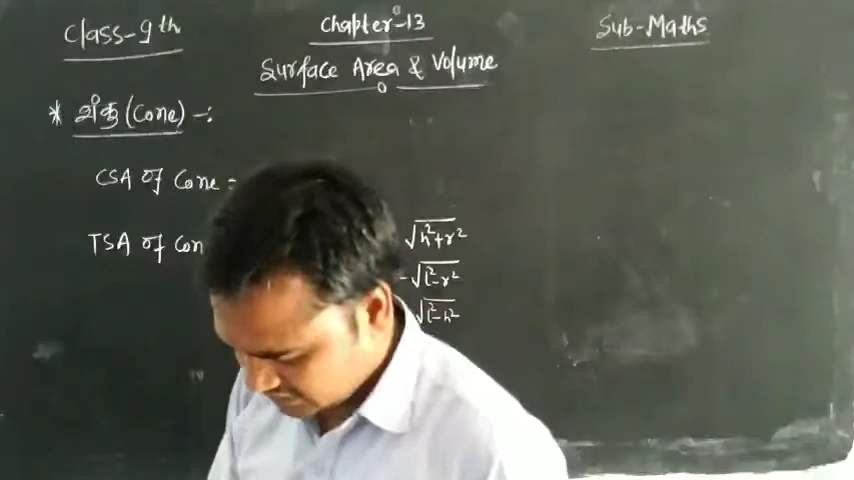 Class-9th
Chapter-13
Sub-Maths
Surface Area & Volume
* शंकु (Cone) -:
CSA of Cone =
TSA of Con
√h²+r²
-√l²-r²
√l²-h²